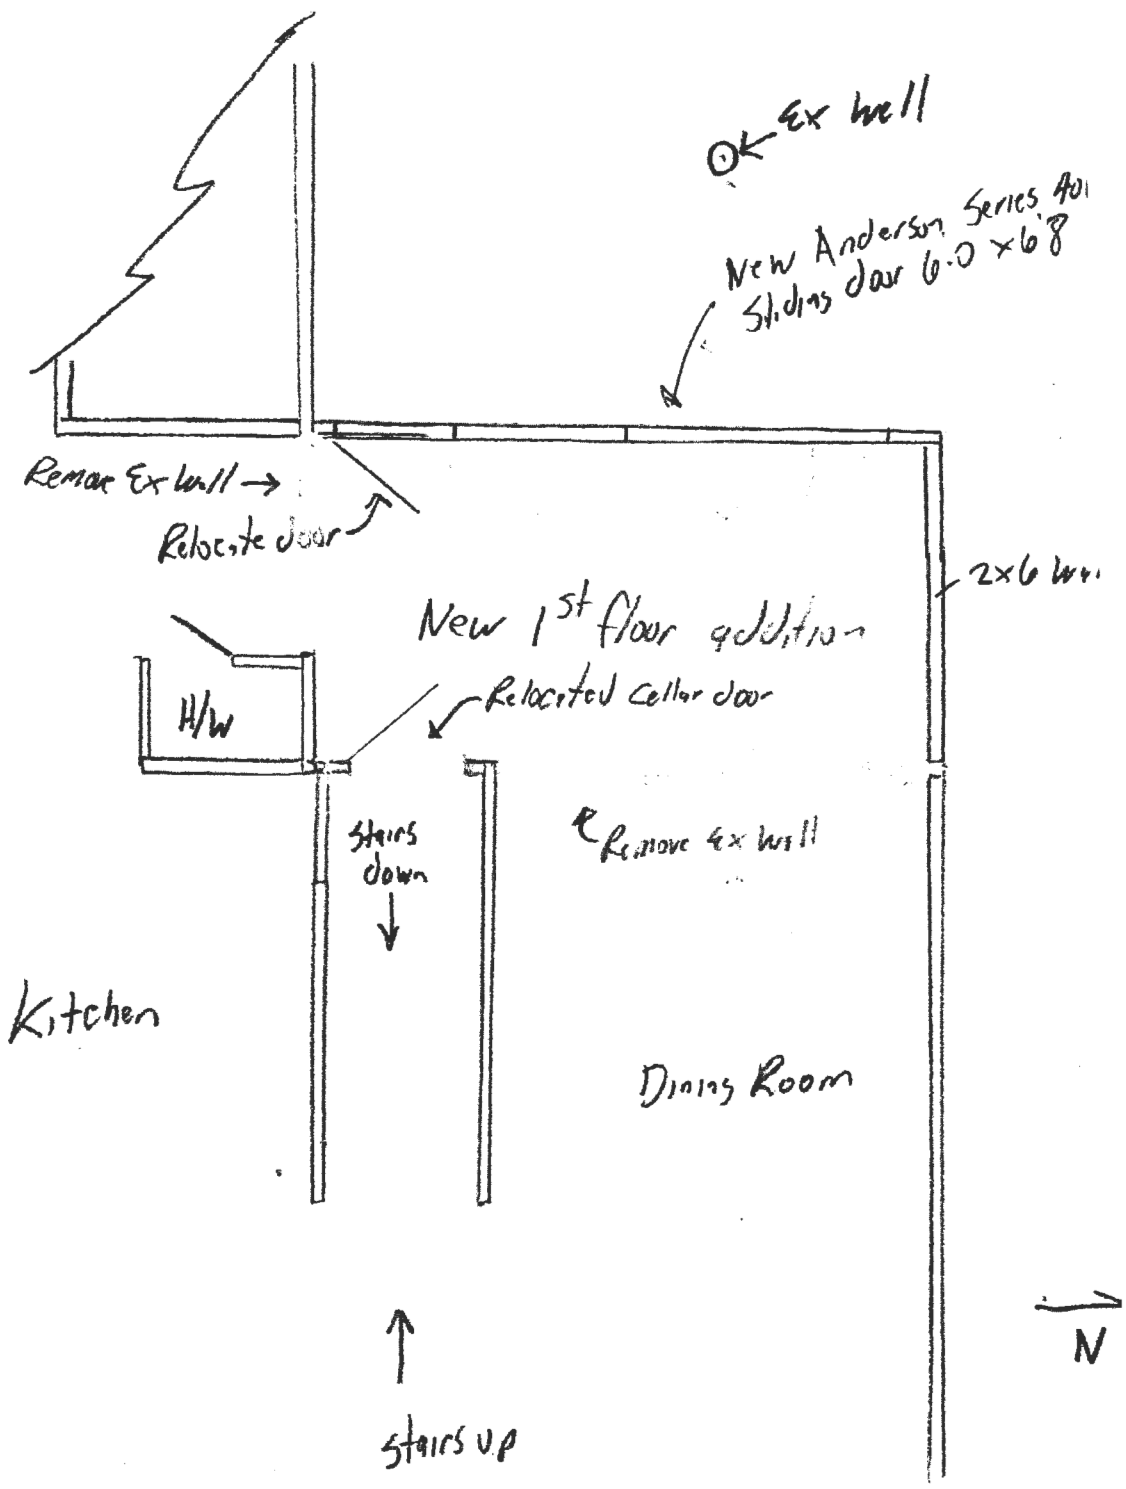 Ex well
New Anderson Series 401
Sliding door 6.0 x 6'8
Remove Ex Wall →
Relocate door
2x6 Wal
New 1st floor addition
Relocated Cellar door
H/W
Stairs
down
Remove Ex Wall
Kitchen
Dining Room
N
Stairs up